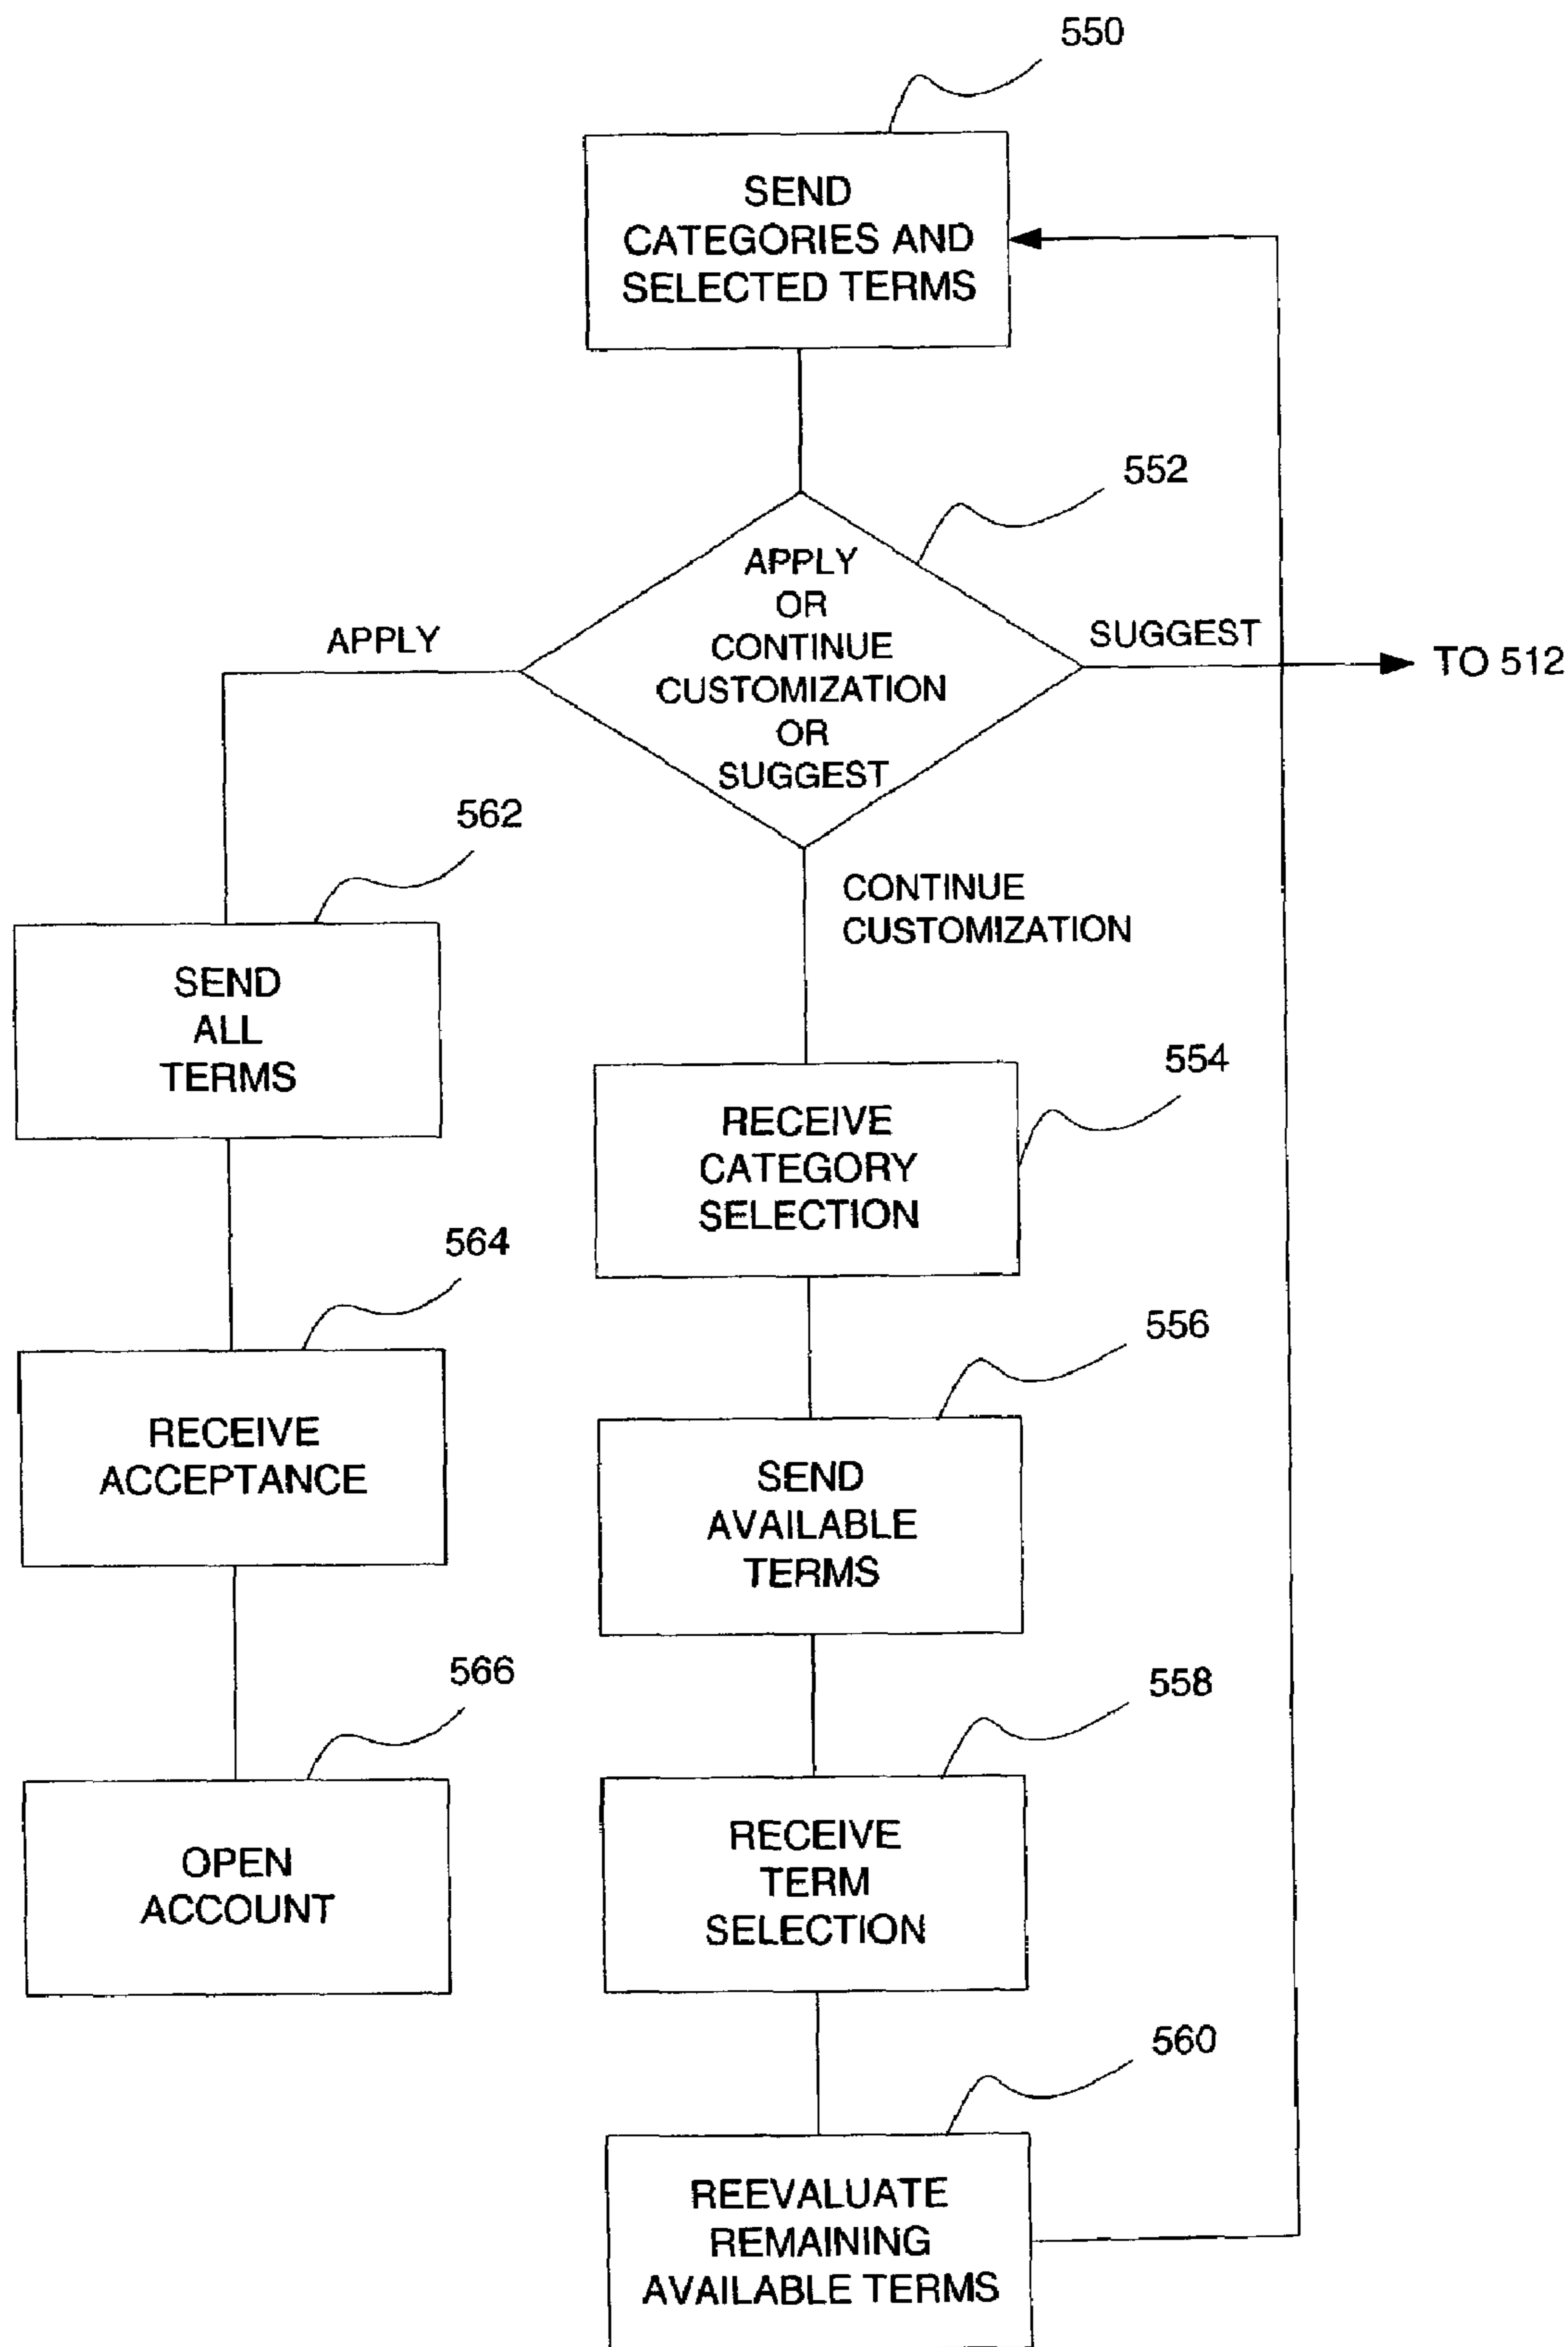 550
SEND
CATEGORIES AND
SELECTED TERMS
552
APPLY
OR
CONTINUE
CUSTOMIZATION
OR
SUGGEST
APPLY
SUGGEST
TO 512
CONTINUE
CUSTOMIZATION
562
SEND
ALL
TERMS
554
RECEIVE
CATEGORY
SELECTION
564
RECEIVE
ACCEPTANCE
556
SEND
AVAILABLE
TERMS
566
OPEN
ACCOUNT
558
RECEIVE
TERM
SELECTION
560
REEVALUATE
REMAINING
AVAILABLE TERMS